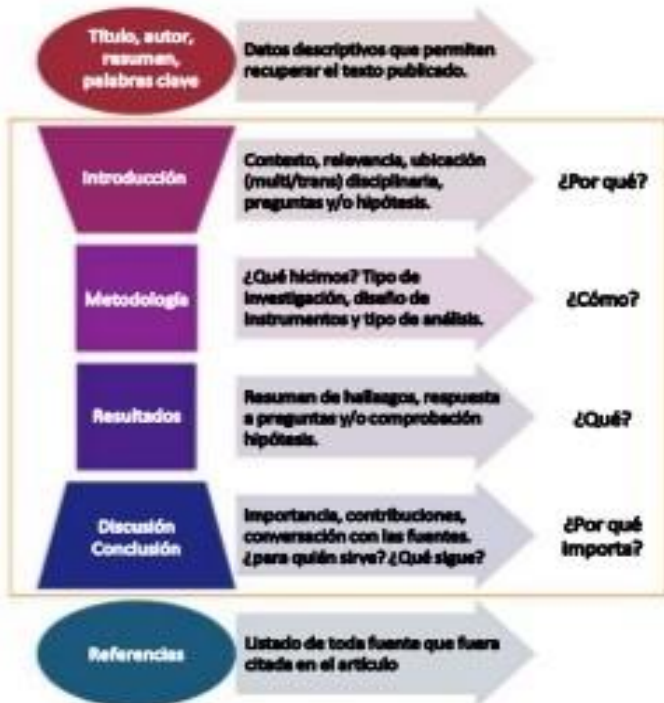 Título, autor,
resumen,
palabras clave
Datos descriptivos que permiten
recuperar el texto publicado.
Introducción
Contexto, relevancia, ubicación
(multi/trans) disciplinaria,
preguntas y/o hipótesis.
¿Por qué?
Metodología
¿Qué hicimos? Tipo de
investigación, diseño de
instrumentos y tipo de análisis.
¿Cómo?
Resultados
Resumen de hallazgos, respuesta
a preguntas y/o comprobación
hipótesis.
¿Qué?
Discusión
Conclusión
Importancia, contribuciones,
conversación con las fuentes.
¿para quién sirve? ¿Qué sigue?
¿Por qué
importa?
Referencias
Listado de toda fuente que fuera
citada en el artículo